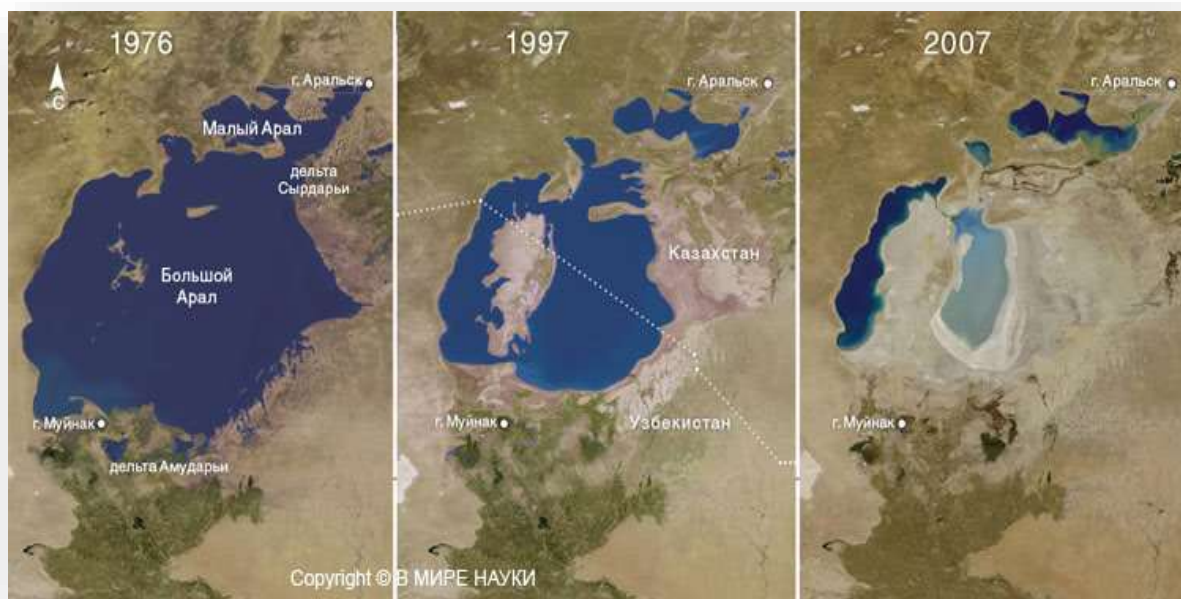 1976
С
г. Аральск
Малый Арал
дельта
Сырдарьи
Большой
Арал
г. Муйнак
дельта Амударьи
1997
г. Аральск
Казахстан
г. Муйнак
Узбекистан
2007
г. Аральск
г. Муйнак
Copyright © В МИРЕ НАУКИ